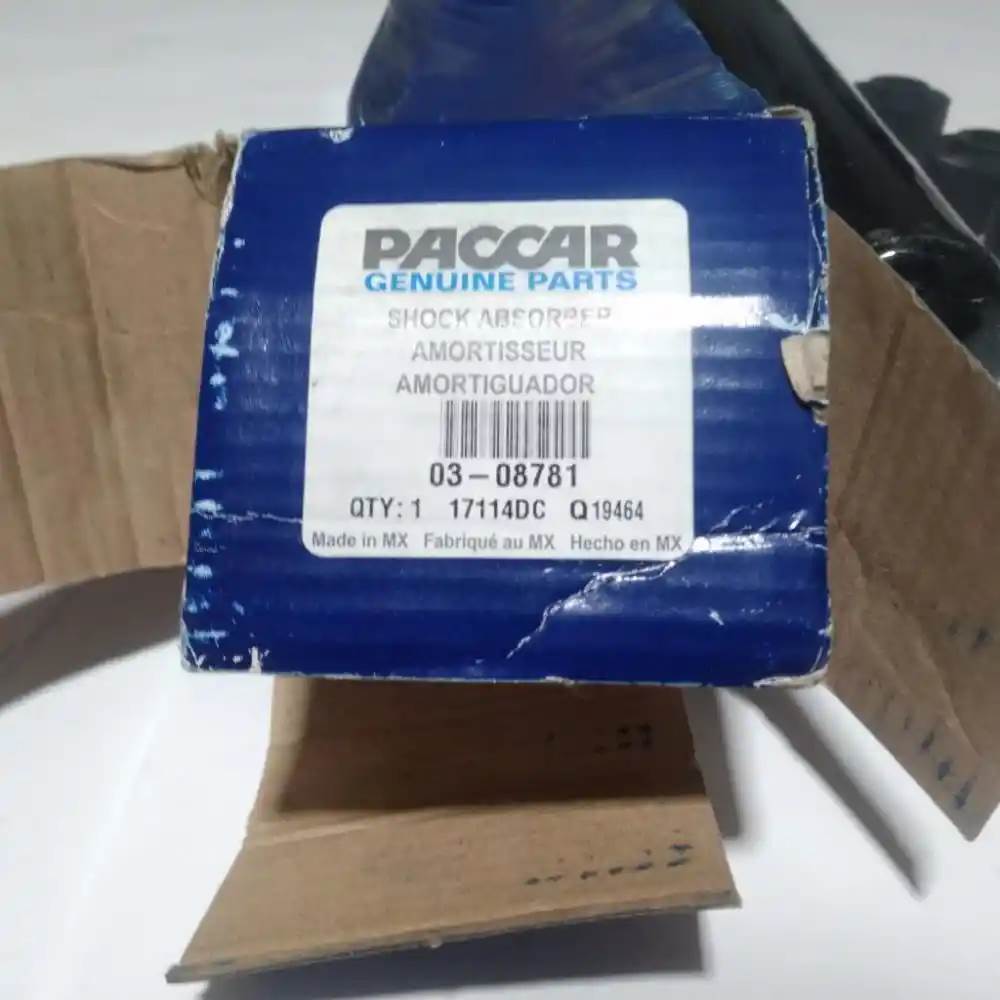 PACCAR
GENUINE PARTS
SHOCK ABSORBER
AMORTISSEUR
AMORTIGUADOR
03-08781
QTY: 1 17114DC Q19464
Made in MX Fabriqué au MX Hecho en MX